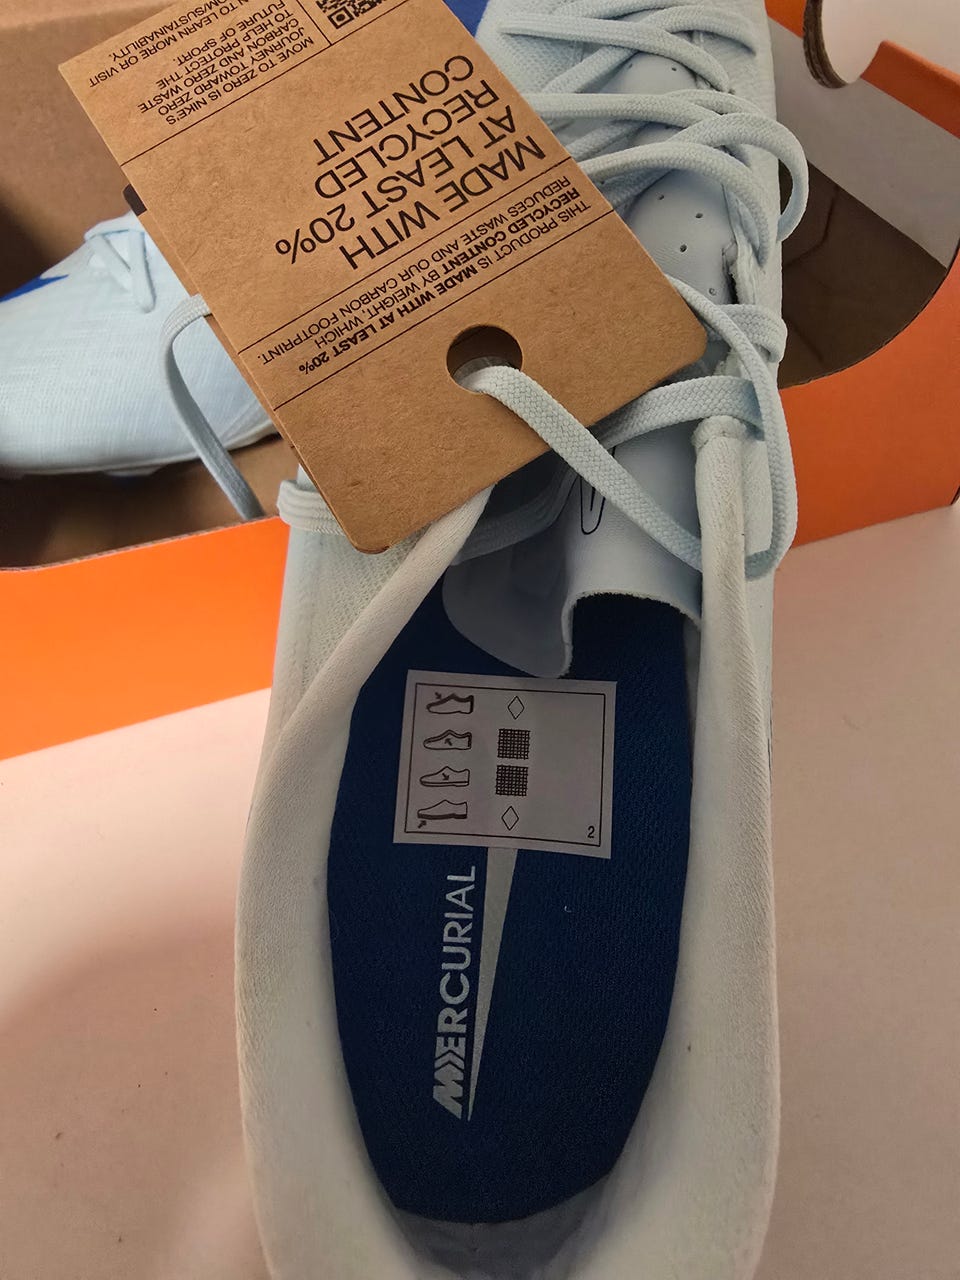 THIS PRODUCT IS MADE WITH AT LEAST 20%
RECYCLED CONTENT BY WEIGHT, WHICH
REDUCES WASTE AND OUR CARBON FOOTPRINT.
MADE WITH
AT LEAST 20%
RECYCLED
CONTENT
MOVE TO ZERO IS NIKE'S
JOURNEY TOWARD ZERO
CARBON AND ZERO WASTE
TO HELP PROTECT THE
FUTURE OF SPORT.
TO LEARN MORE OR VISIT
/SUSTAINABILITY.
2
MERCURIAL